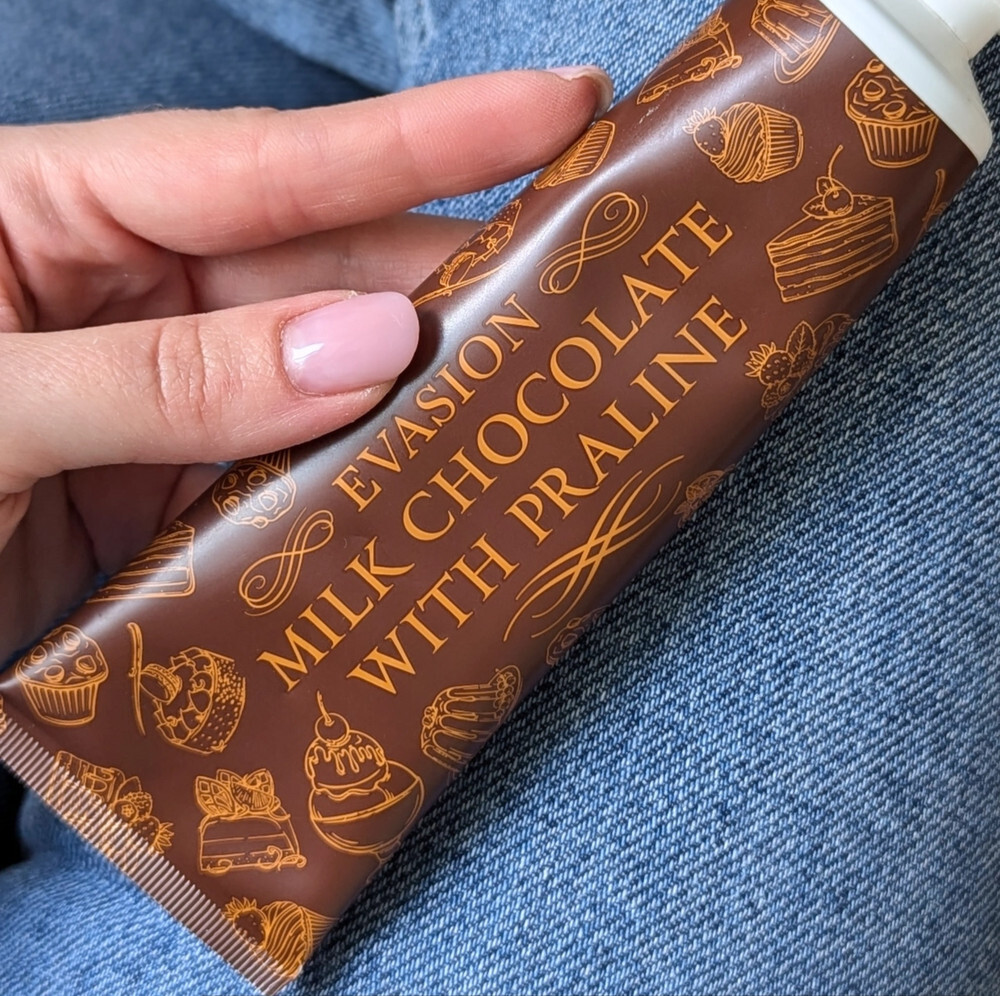 EVASION
MILK CHOCOLATE
WITH PRALINE